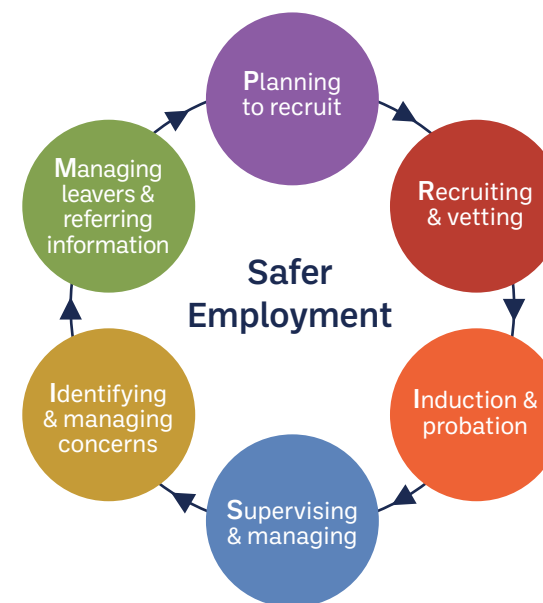 Planning
to recruit
Recruiting
& vetting
Induction &
probation
Supervising
& managing
Identifying
& managing
concerns
Managing
leavers &
referring
information
Safer
Employment